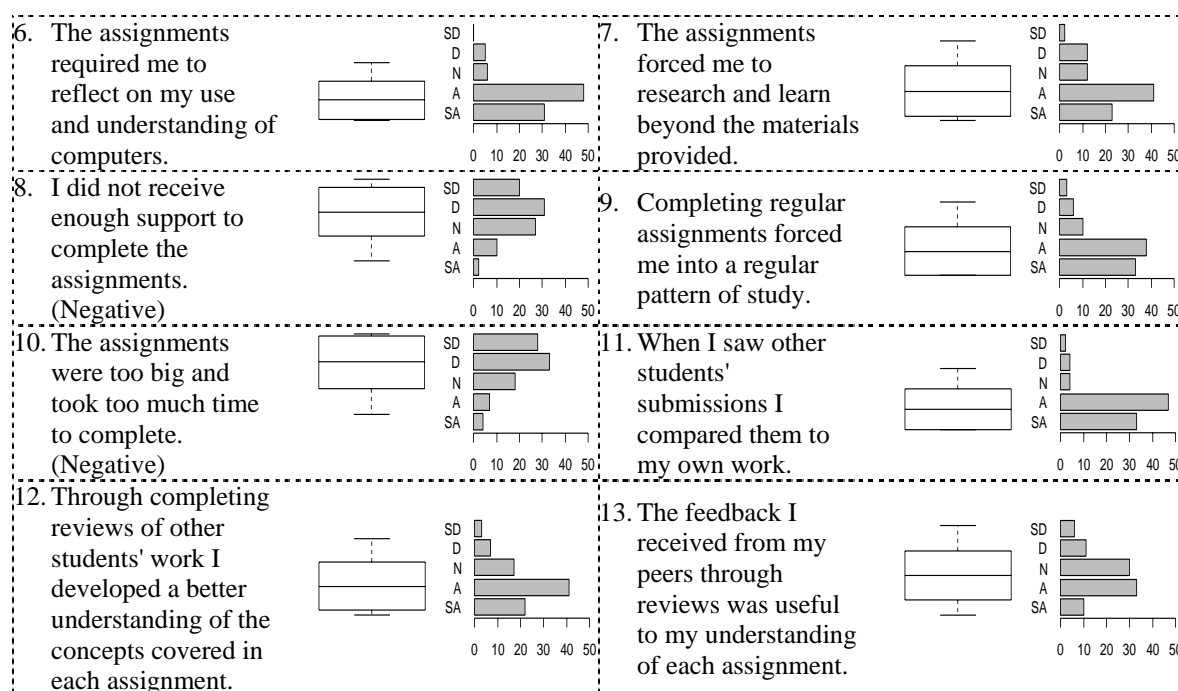 6. The assignments
required me to
reflect on my use
and understanding of
computers.
SD
D
N
A
SA
0 10 20 30 40 50
7. The assignments
forced me to
research and learn
beyond the materials
provided.
SD
D
N
A
SA
0 10 20 30 40 50
8. I did not receive
enough support to
complete the
assignments.
(Negative)
SD
D
N
A
SA
0 10 20 30 40 50
9. Completing regular
assignments forced
me into a regular
pattern of study.
SD
D
N
A
SA
0 10 20 30 40 50
10. The assignments
were too big and
took too much time
to complete.
(Negative)
SD
D
N
A
SA
0 10 20 30 40 50
11. When I saw other
students'
submissions I
compared them to
my own work.
SD
D
N
A
SA
0 10 20 30 40 50
12. Through completing
reviews of other
students' work I
developed a better
understanding of the
concepts covered in
each assignment.
SD
D
N
A
SA
0 10 20 30 40 50
13. The feedback I
received from my
peers through
reviews was useful
to my understanding
of each assignment.
SD
D
N
A
SA
0 10 20 30 40 50